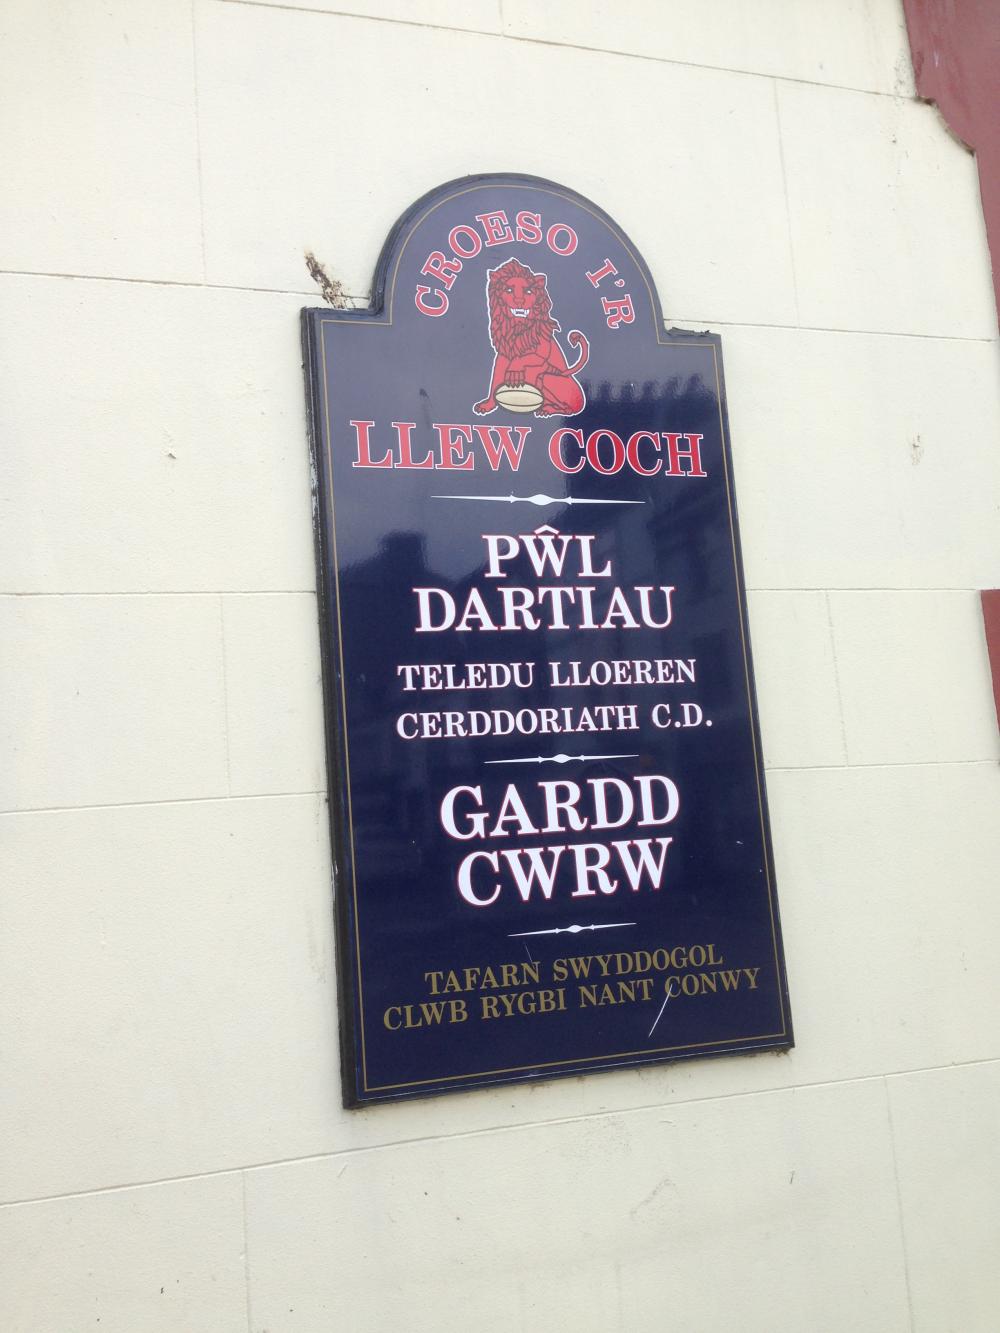 CROESO I'R
LLEW COCH
PŴL
DARTIAU
TELEDU LLOEREN
CERDDORIATH C.D.
GARDD
CWRW
TAFARN SWYDDOGOL
CLWB RYGBI NANT CONWY